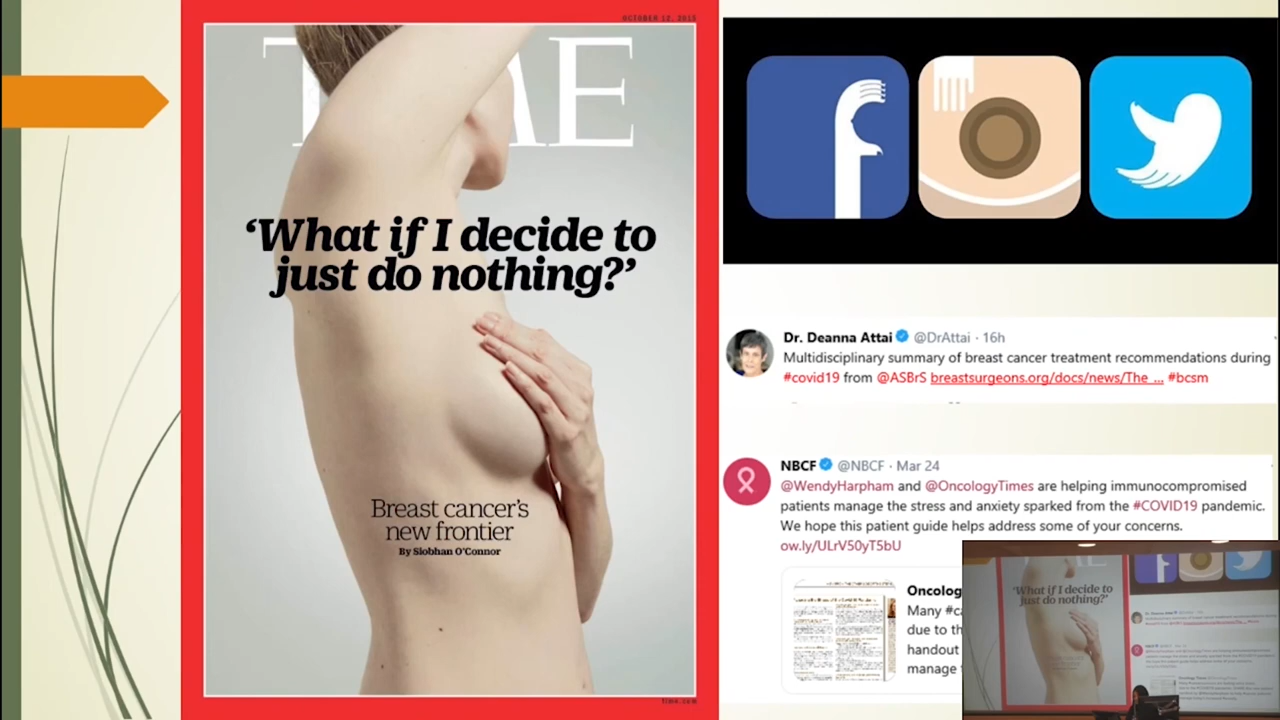 OCTOBER 12, 2015
TIME
‘What if I decide to
just do nothing?’
Breast cancer’s
new frontier
By Siobhan O’Connor
time.com
Dr. Deanna Attai @DrAttai · 16h
Multidisciplinary summary of breast cancer treatment recommendations during
#covid19 from @ASBrS breastsurgeons.org/docs/news/The_... #bcsm
NBCF @NBCF · Mar 24
@WendyHarpham and @OncologyTimes are helping immunocompromised
patients manage the stress and anxiety sparked from the #COVID19 pandemic.
We hope this patient guide helps address some of your concerns.
ow.ly/ULrV50yT5bU
Oncolog
Many #ca
due to th
handout
manage
‘What if I decide to
just do nothing?’